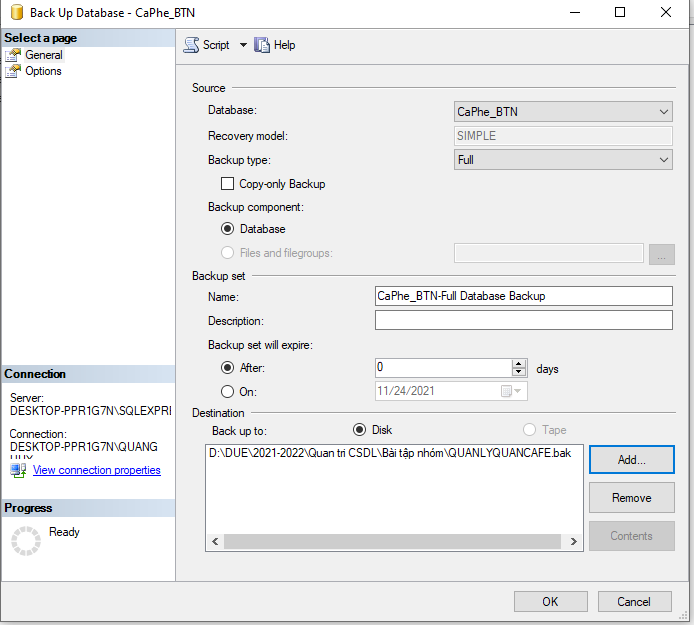 Back Up Database - CaPhe_BTN
Select a page
General
Options
Script
Help
Source
Database:
CaPhe_BTN
Recovery model:
SIMPLE
Backup type:
Full
Copy-only Backup
Backup component:
Database
Files and filegroups:
...
Backup set
Name:
CaPhe_BTN-Full Database Backup
Description:
Backup set will expire:
After:
0
days
On:
11/24/2021
Destination
Back up to:
Disk
Tape
D:\DUE\2021-2022\Quan tri CSDL\Bài tập nhóm\QUANLYQUANCAFE.bak
Add...
Remove
Contents
Connection
Server:
DESKTOP-PPR1G7N\SQLEXPRI
Connection:
DESKTOP-PPR1G7N\QUANG
View connection properties
Progress
Ready
OK
Cancel